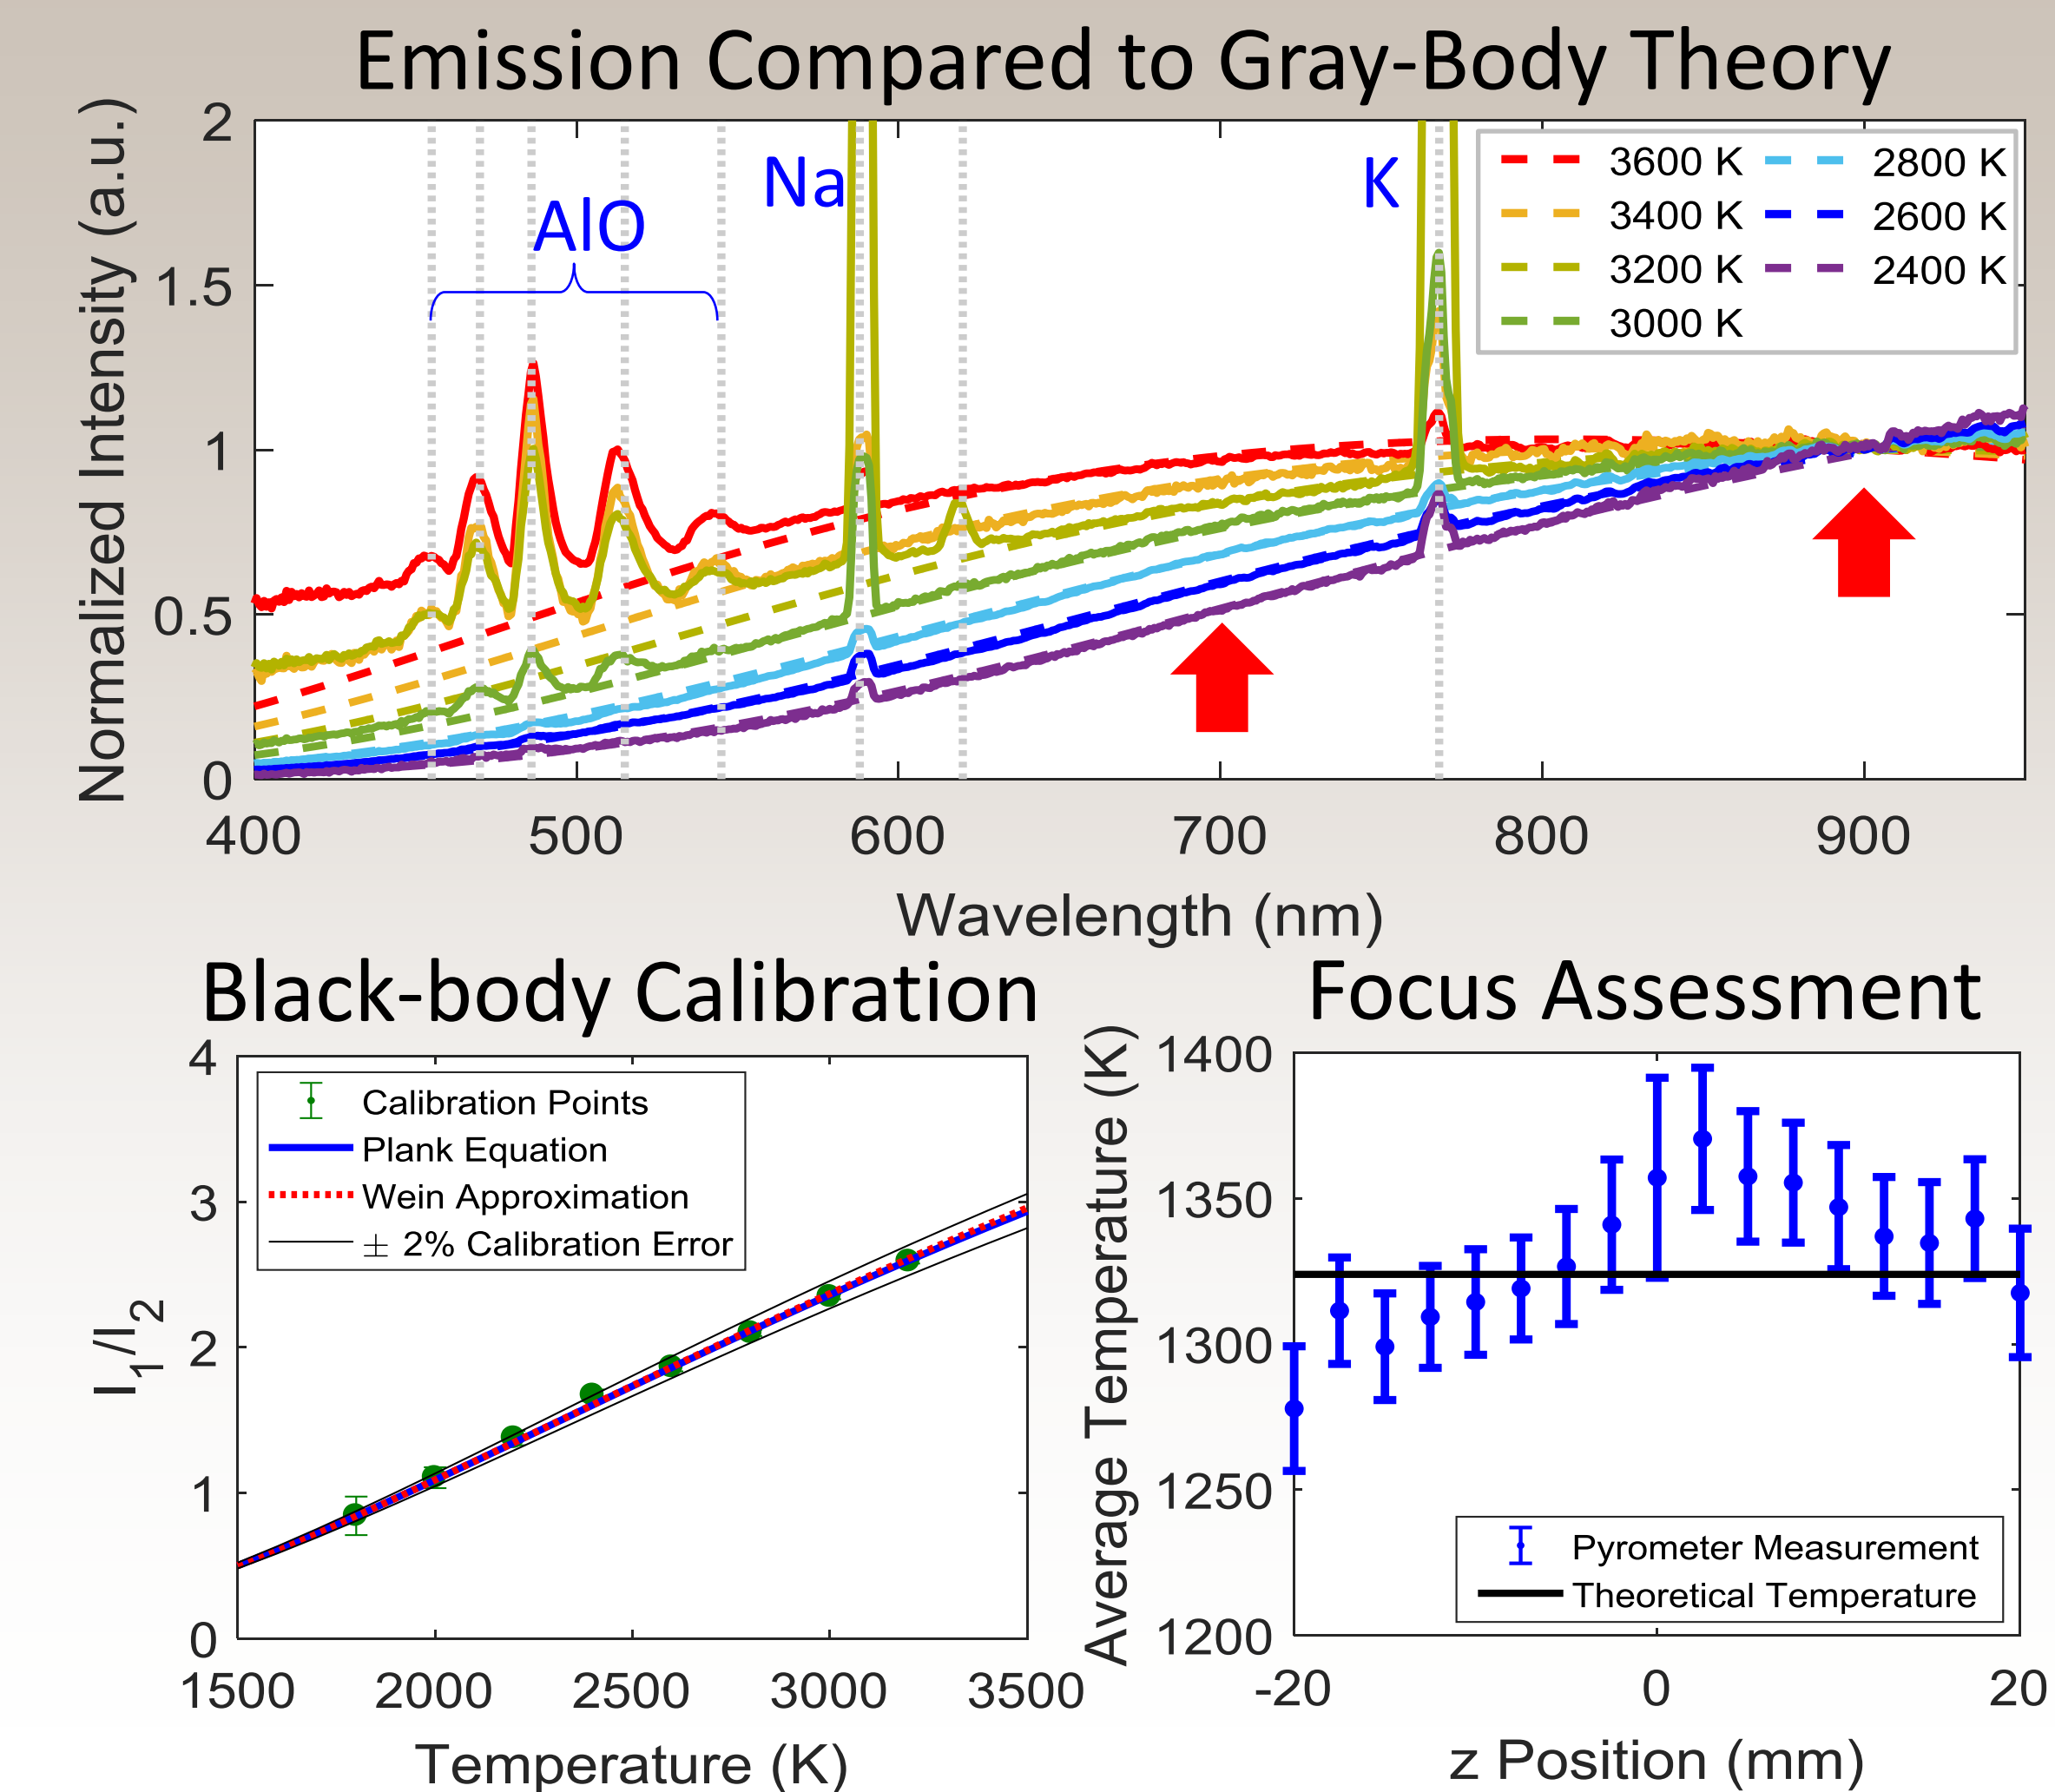 Emission Compared to Gray-Body Theory
Normalized Intensity (a.u.)
2
1.5
1
0.5
0
AlO
Na
K
3600 K
3400 K
3200 K
3000 K
2800 K
2600 K
2400 K
400 500 600 700 800 900
Wavelength (nm)
Black-body Calibration
I1/I2
4
3
2
1
0
Calibration Points
Plank Equation
Wein Approximation
± 2% Calibration Error
1500 2000 2500 3000 3500
Temperature (K)
Focus Assessment
Average Temperature (K)
1400
1350
1300
1250
1200
Pyrometer Measurement
Theoretical Temperature
-20 0 20
z Position (mm)